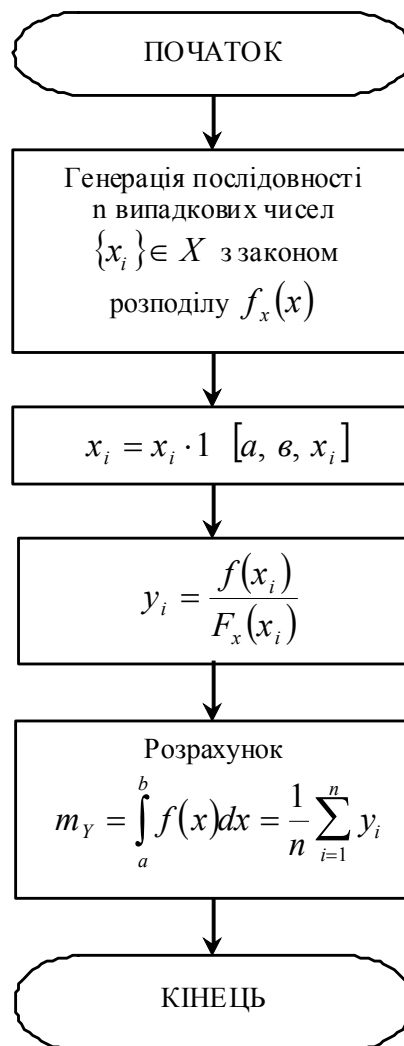 ПОЧАТОК
Генерація послідовності
n випадкових чисел
{x_i} ∈ X з законом
розподілу f_x(x)
x_i = x_i · 1 [а, в, x_i]
y_i = f(x_i) / F_x(x_i)
Розрахунок
m_Y = ∫_a^b f(x)dx = 1/n ∑_{i=1}^n y_i
КІНЕЦЬ